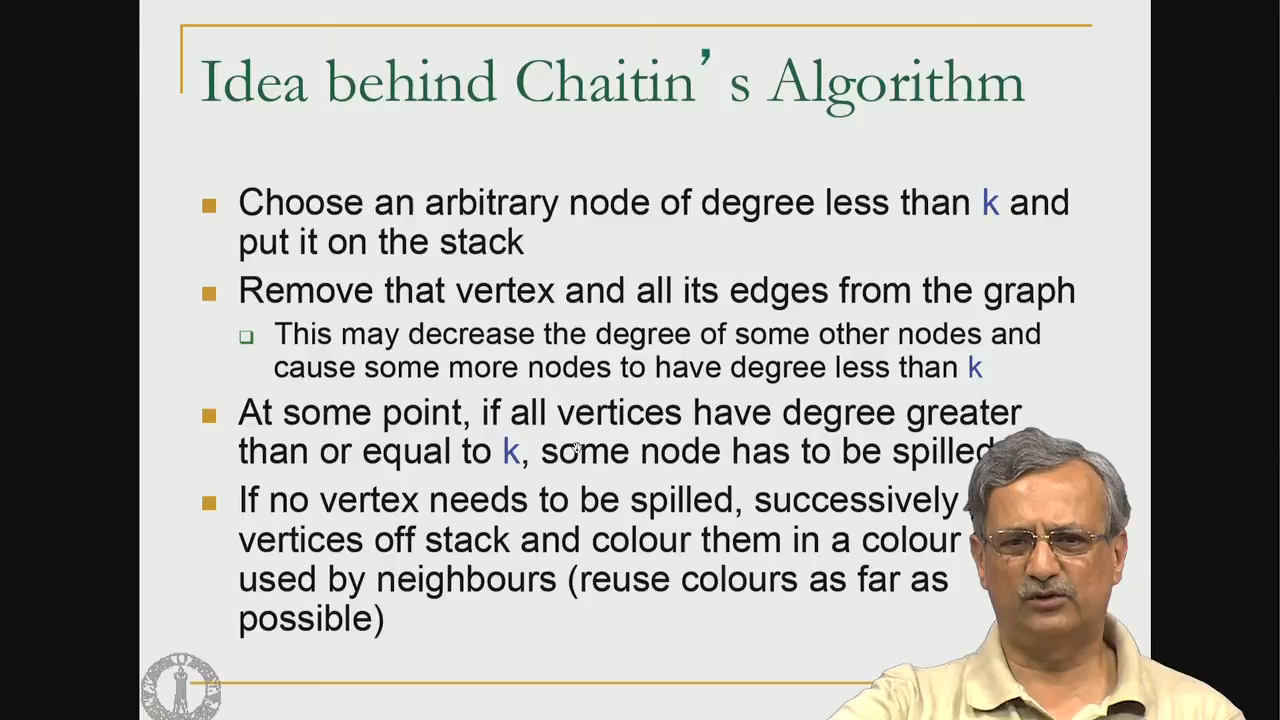 Idea behind Chaitin’s Algorithm
Choose an arbitrary node of degree less than k and
put it on the stack
Remove that vertex and all its edges from the graph
This may decrease the degree of some other nodes and
cause some more nodes to have degree less than k
At some point, if all vertices have degree greater
than or equal to k, some node has to be spilled
If no vertex needs to be spilled, successively
vertices off stack and colour them in a colour
used by neighbours (reuse colours as far as
possible)